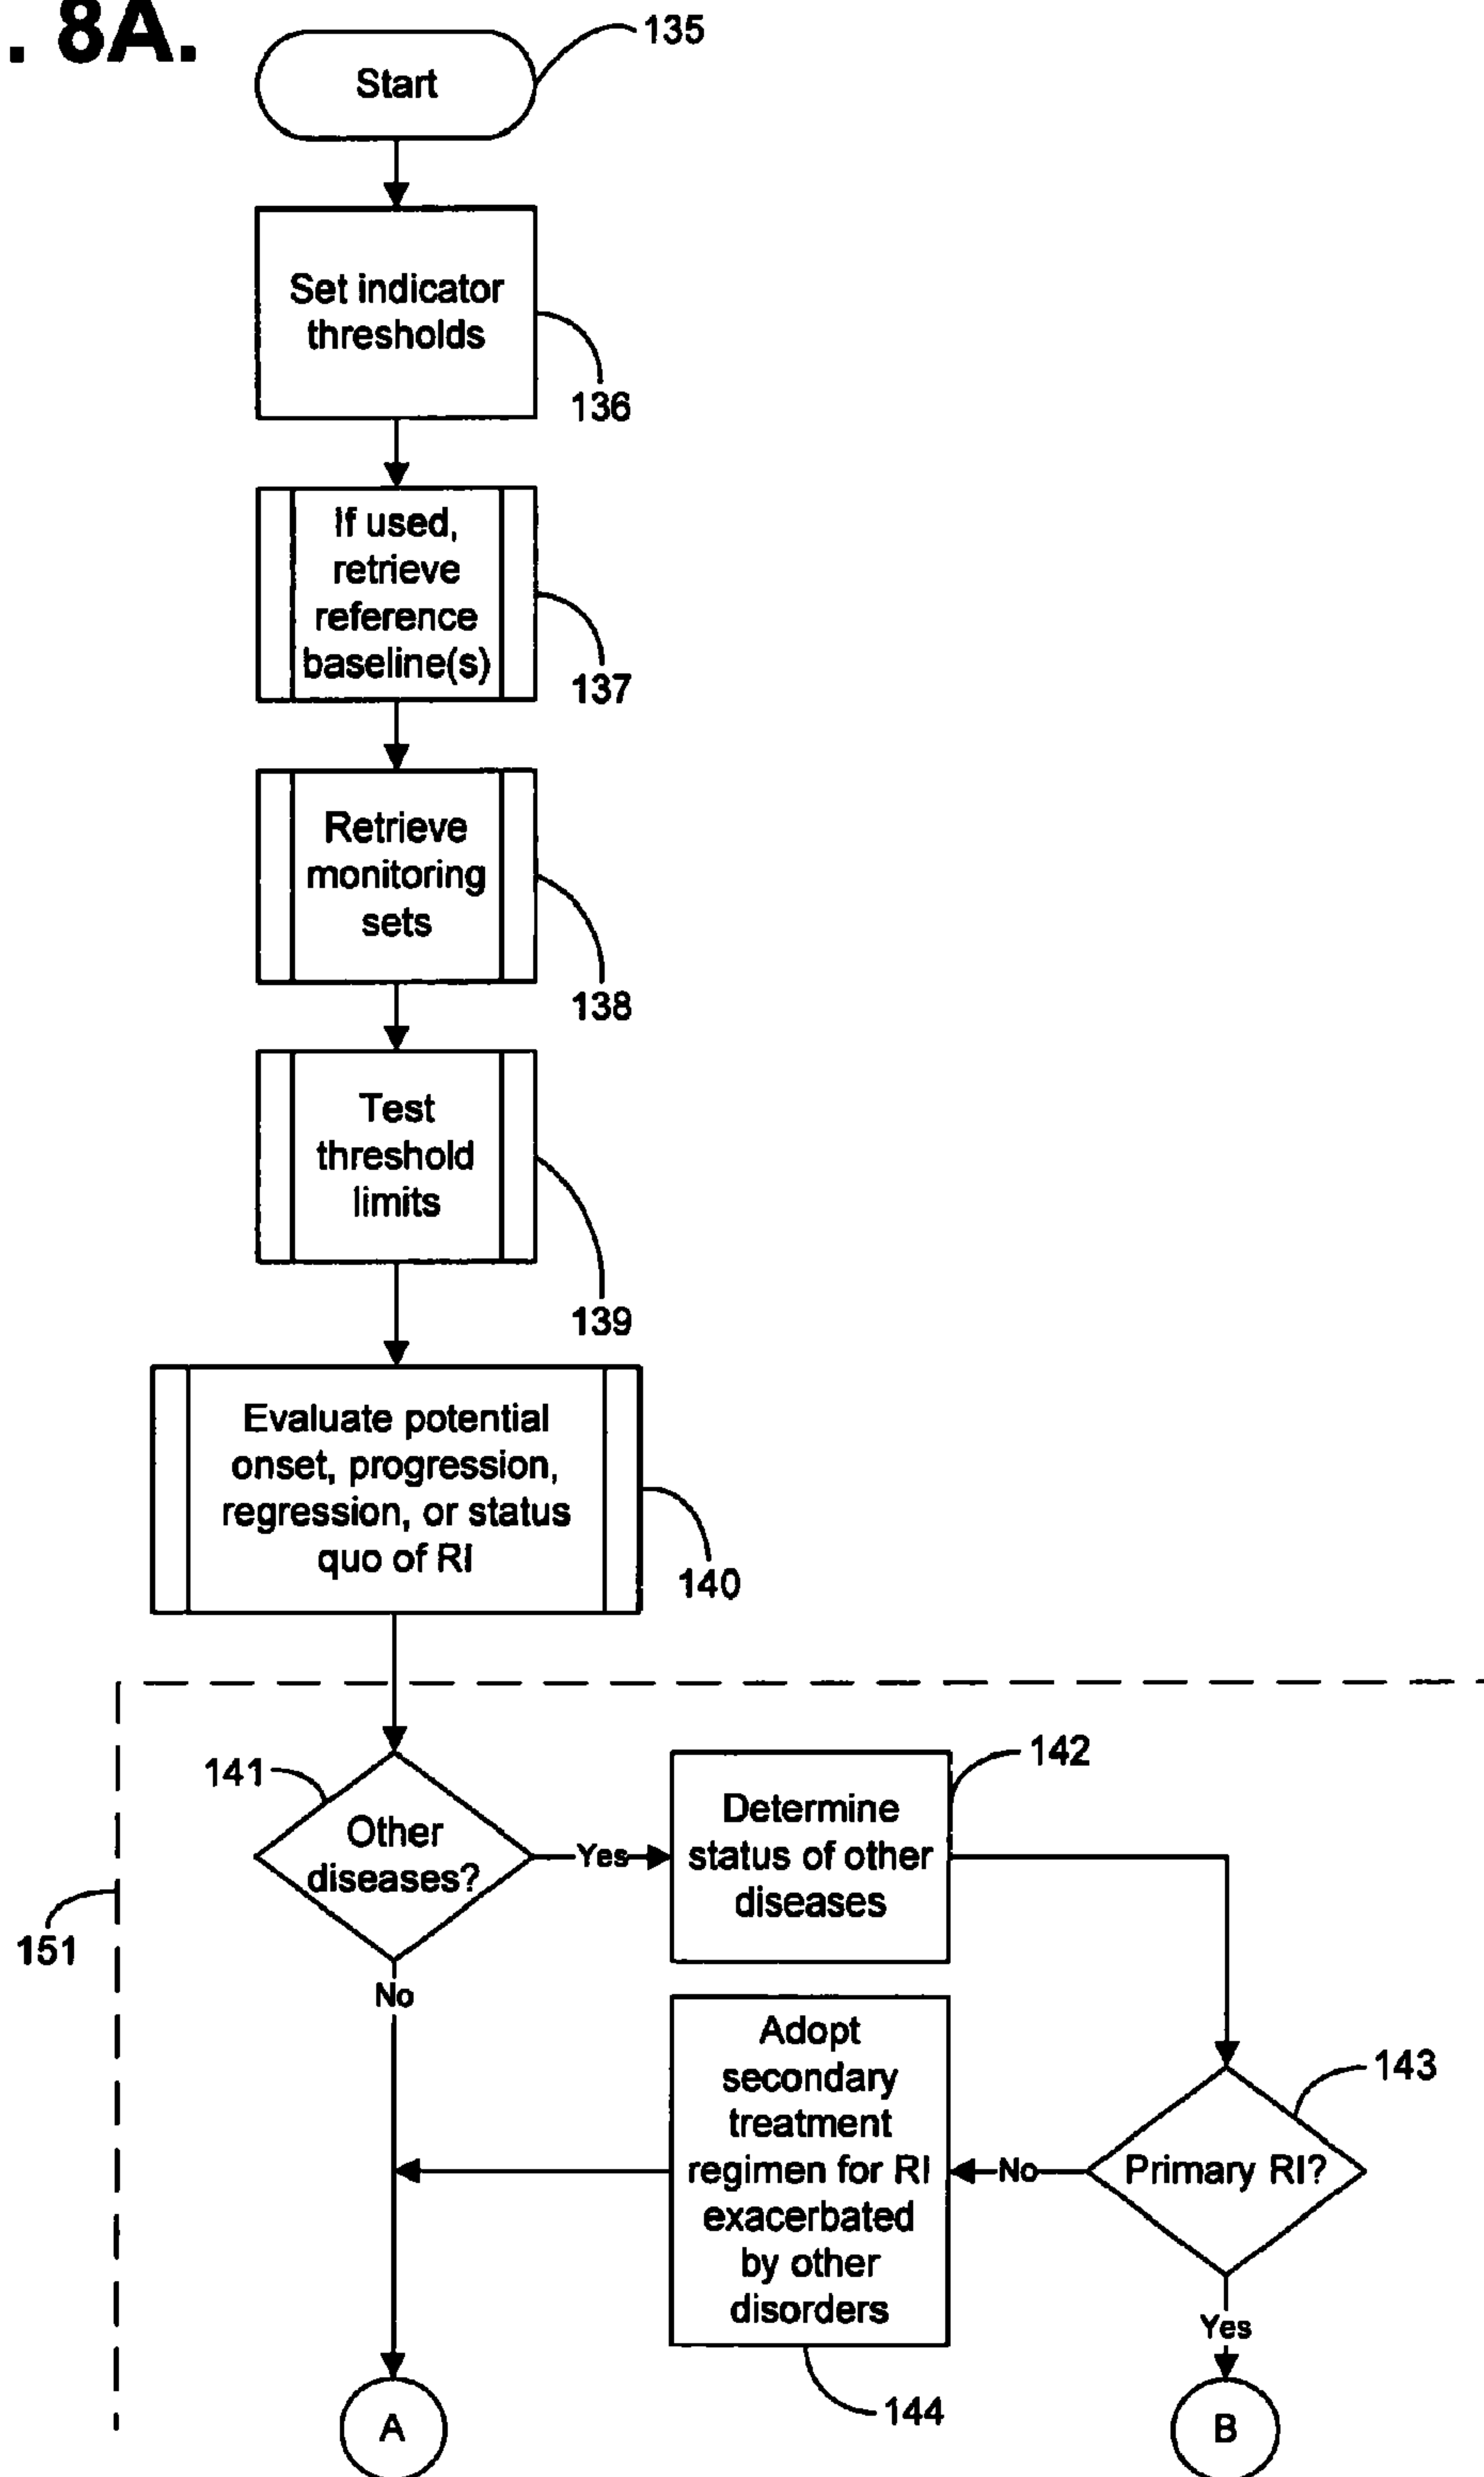 . 8A.
135
Start
Set indicator
thresholds
136
If used,
retrieve
reference
baseline(s)
137
Retrieve
monitoring
sets
138
Test
threshold
limits
139
Evaluate potential
onset, progression,
regression, or status
quo of RI
140
141
Other
diseases?
Yes
142
Determine
status of other
diseases
151
No
Adopt
secondary
treatment
regimen for RI
exacerbated
by other
disorders
144
No
143
Primary RI?
Yes
A
B